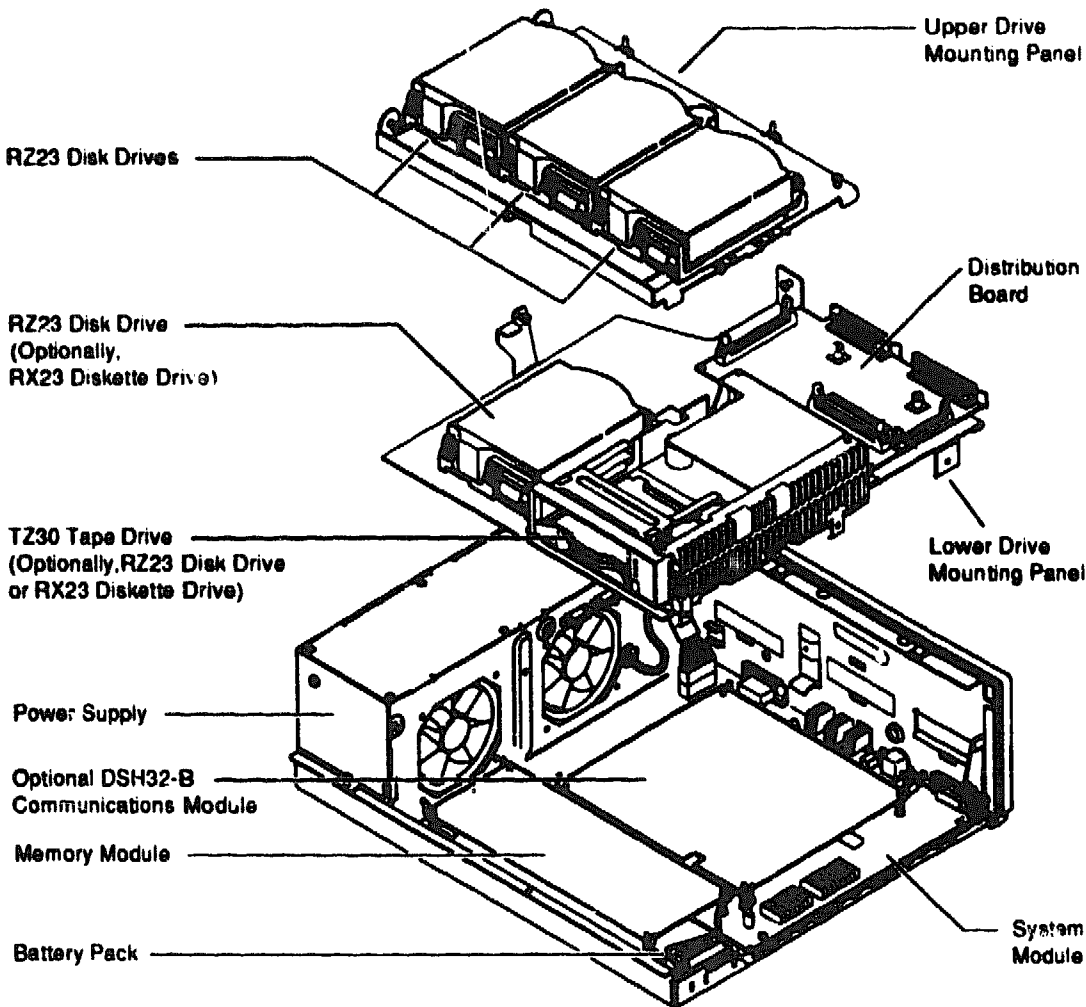 Upper Drive
Mounting Panel
RZ23 Disk Drives
Distribution
Board
RZ23 Disk Drive
(Optionally,
RX23 Diskette Drive)
TZ30 Tape Drive
(Optionally,RZ23 Disk Drive
or RX23 Diskette Drive)
Lower Drive
Mounting Panel
Power Supply
Optional DSH32-B
Communications Module
Memory Module
Battery Pack
System
Module